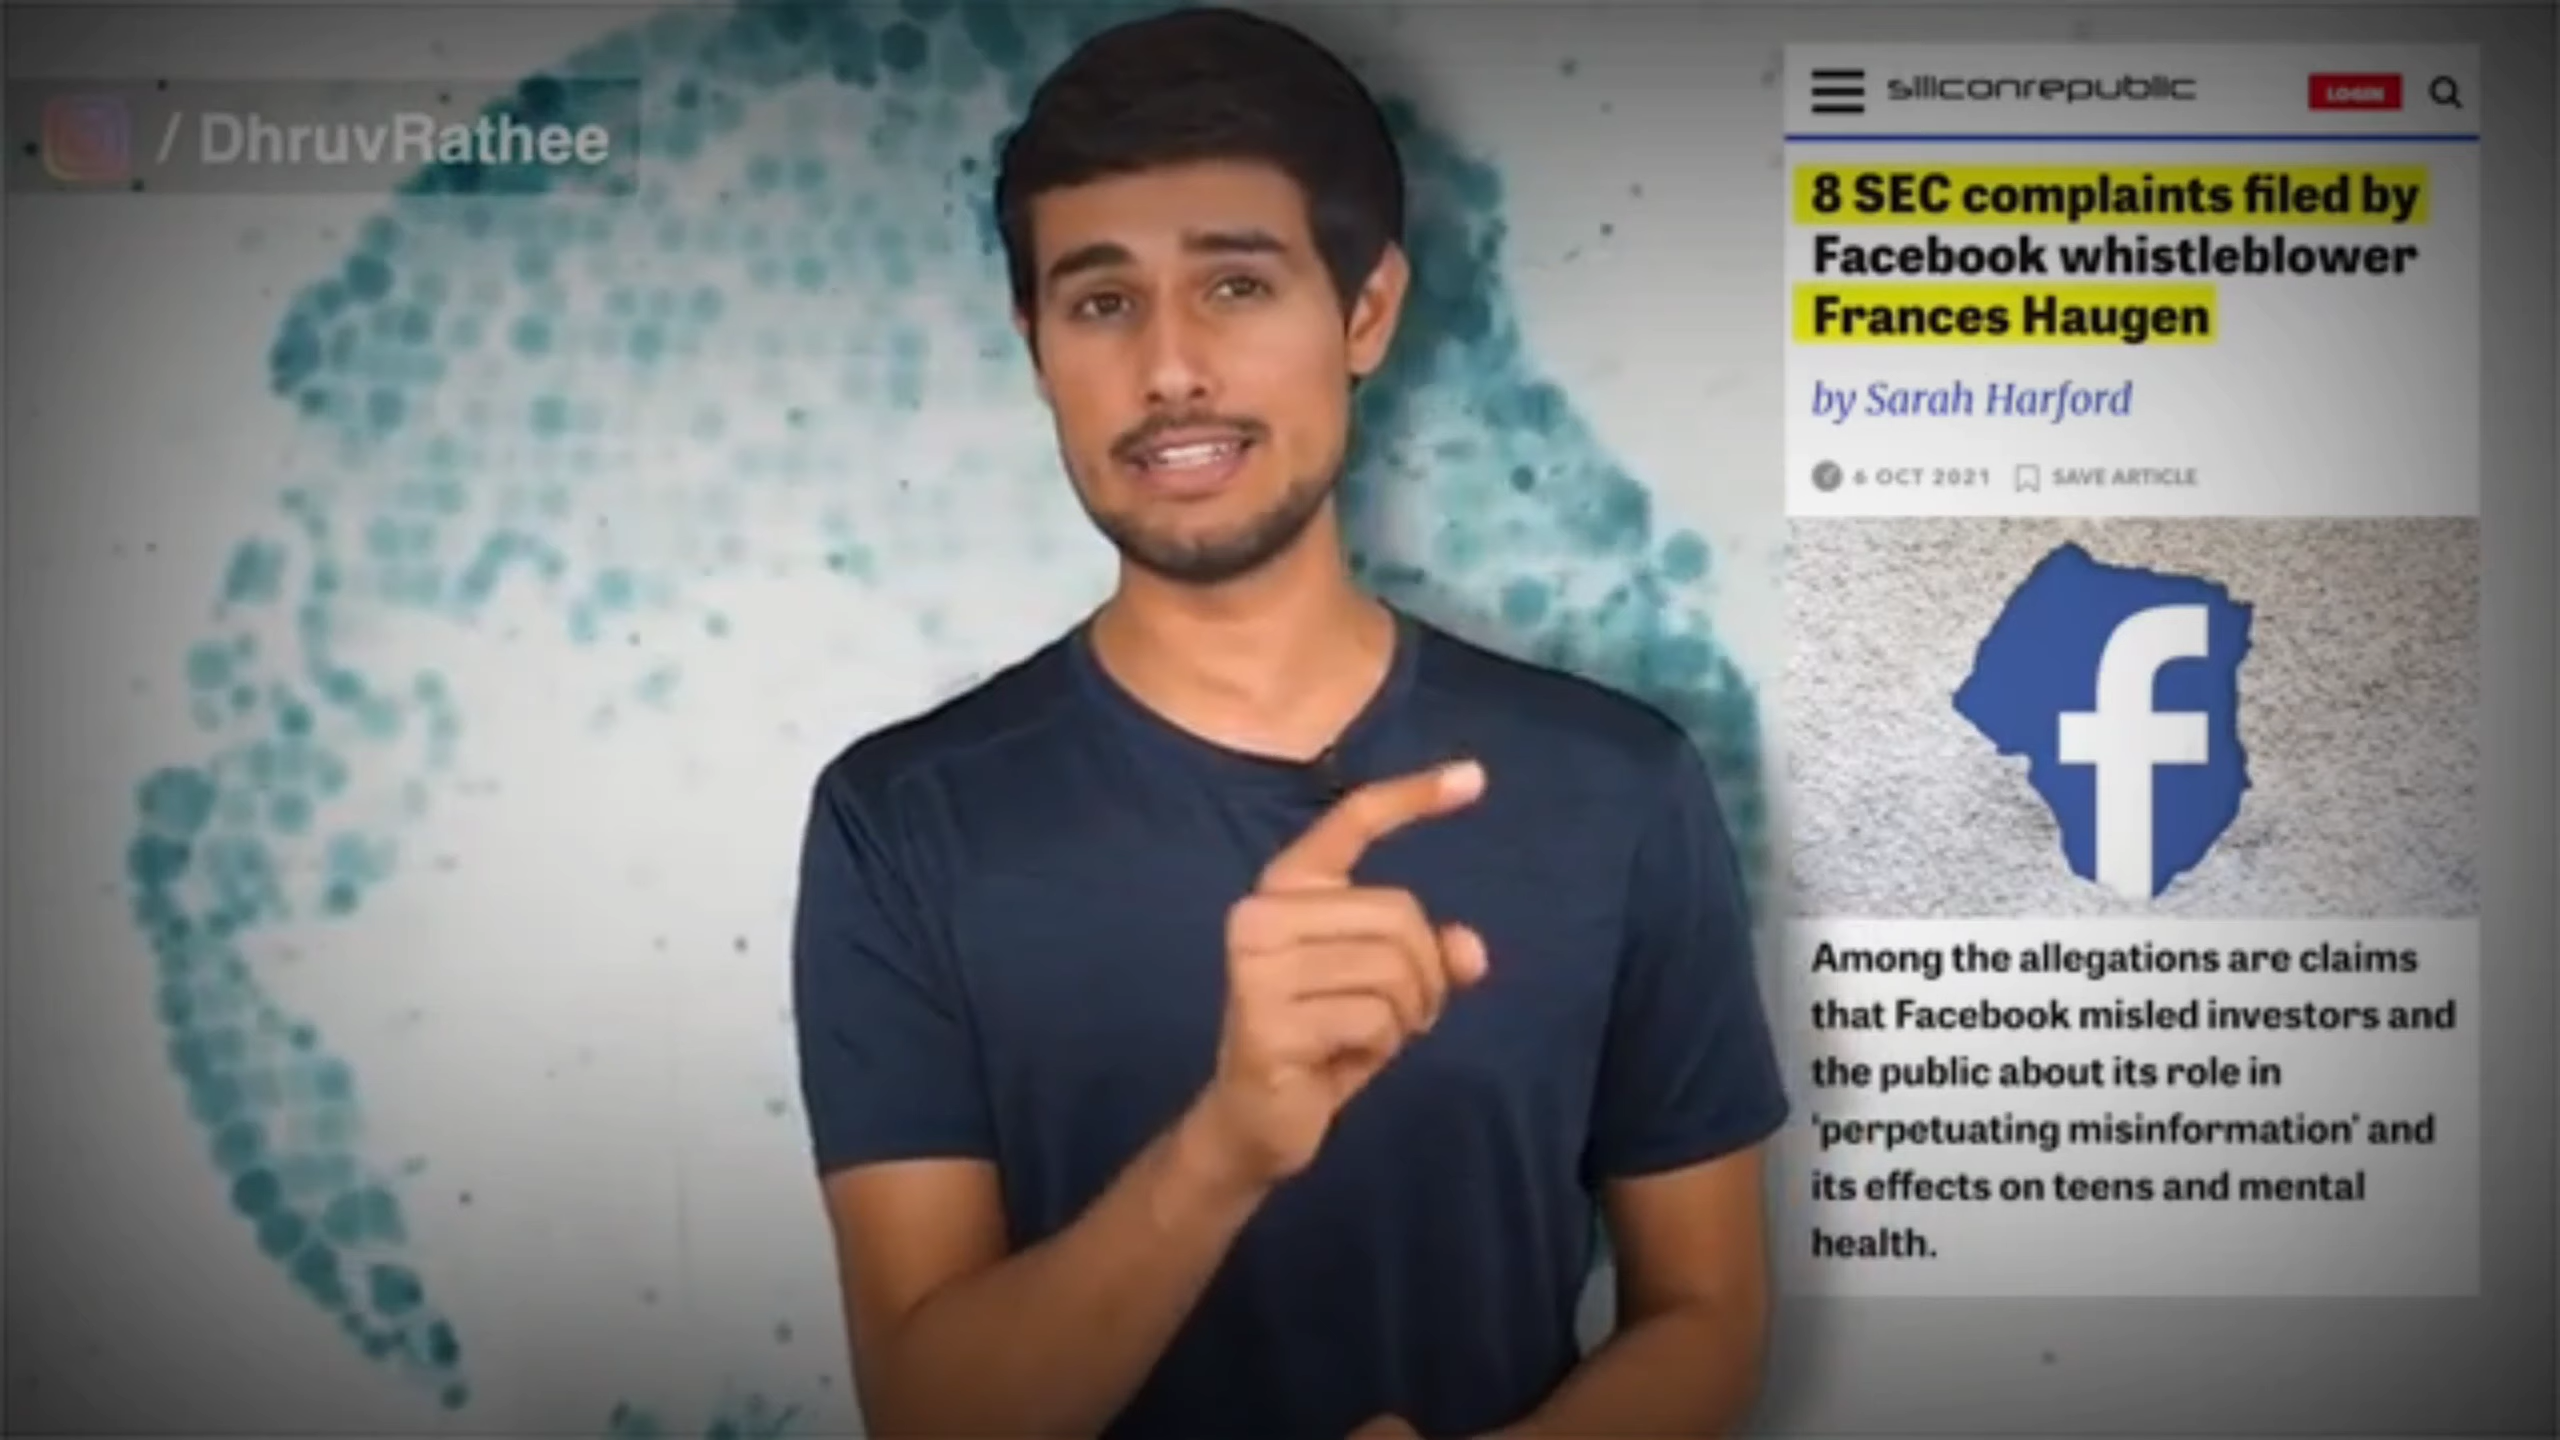 / DhruvRathee
siliconrepublic
LOGIN
8 SEC complaints filed by
Facebook whistleblower
Frances Haugen
by Sarah Harford
6 OCT 2021 SAVE ARTICLE
f
Among the allegations are claims
that Facebook misled investors and
the public about its role in
'perpetuating misinformation' and
its effects on teens and mental
health.